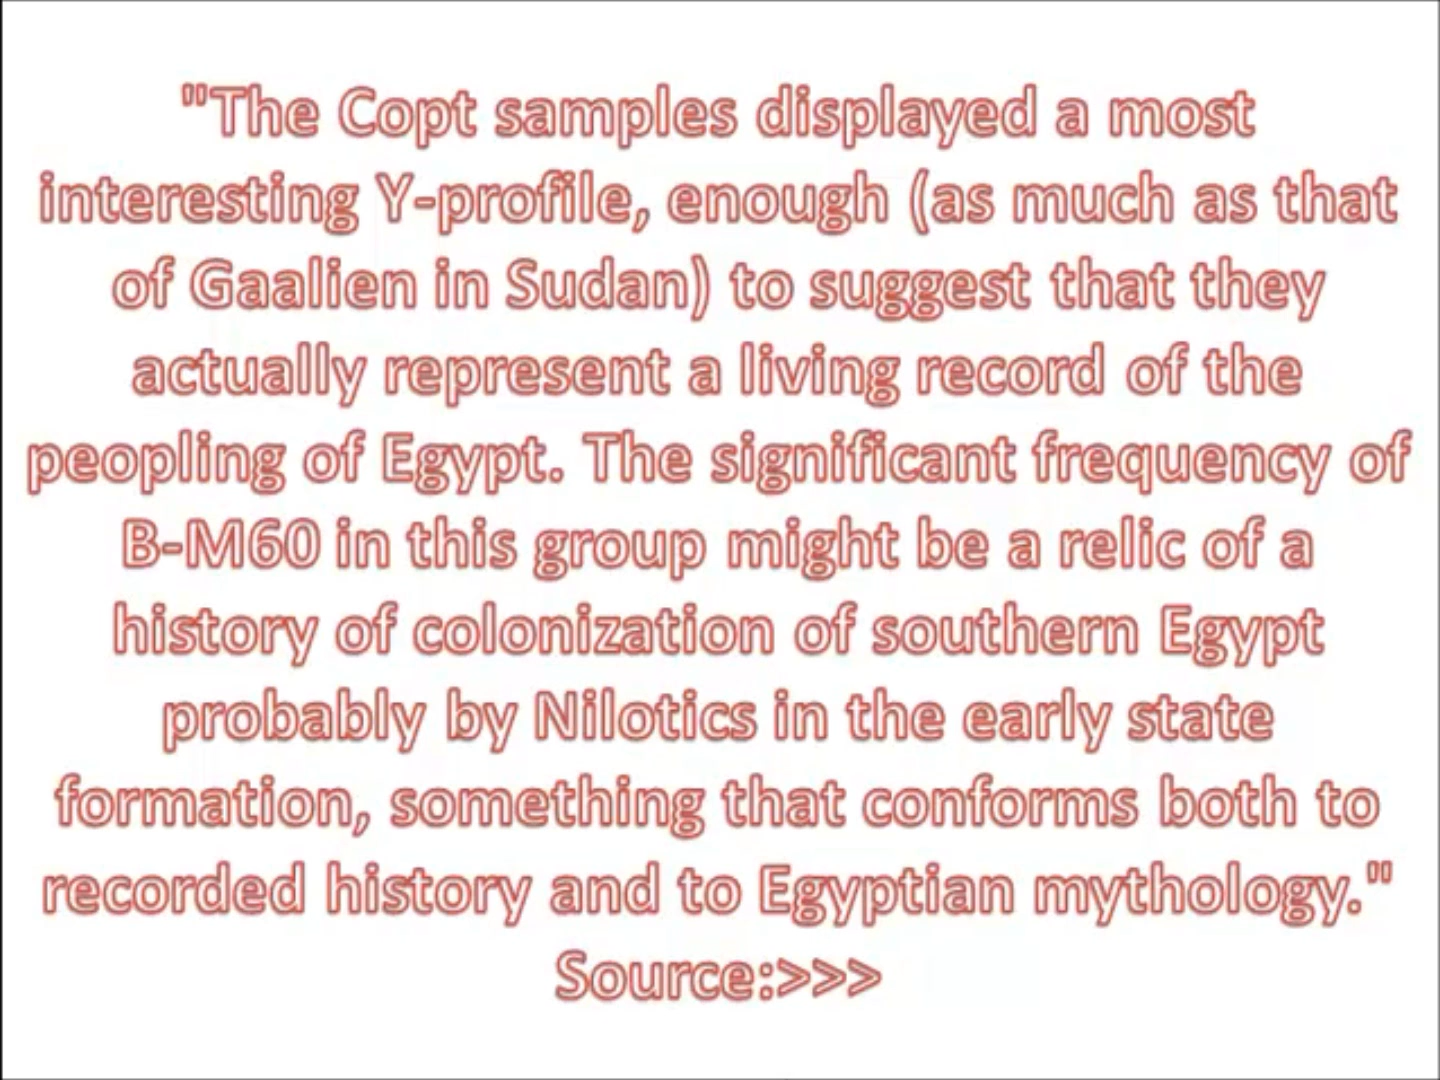 "The Copt samples displayed a most
interesting Y-profile, enough (as much as that
of Gaalien in Sudan) to suggest that they
actually represent a living record of the
peopling of Egypt. The significant frequency of
B-M60 in this group might be a relic of a
history of colonization of southern Egypt
probably by Nilotics in the early state
formation, something that conforms both to
recorded history and to Egyptian mythology."
Source:>>>